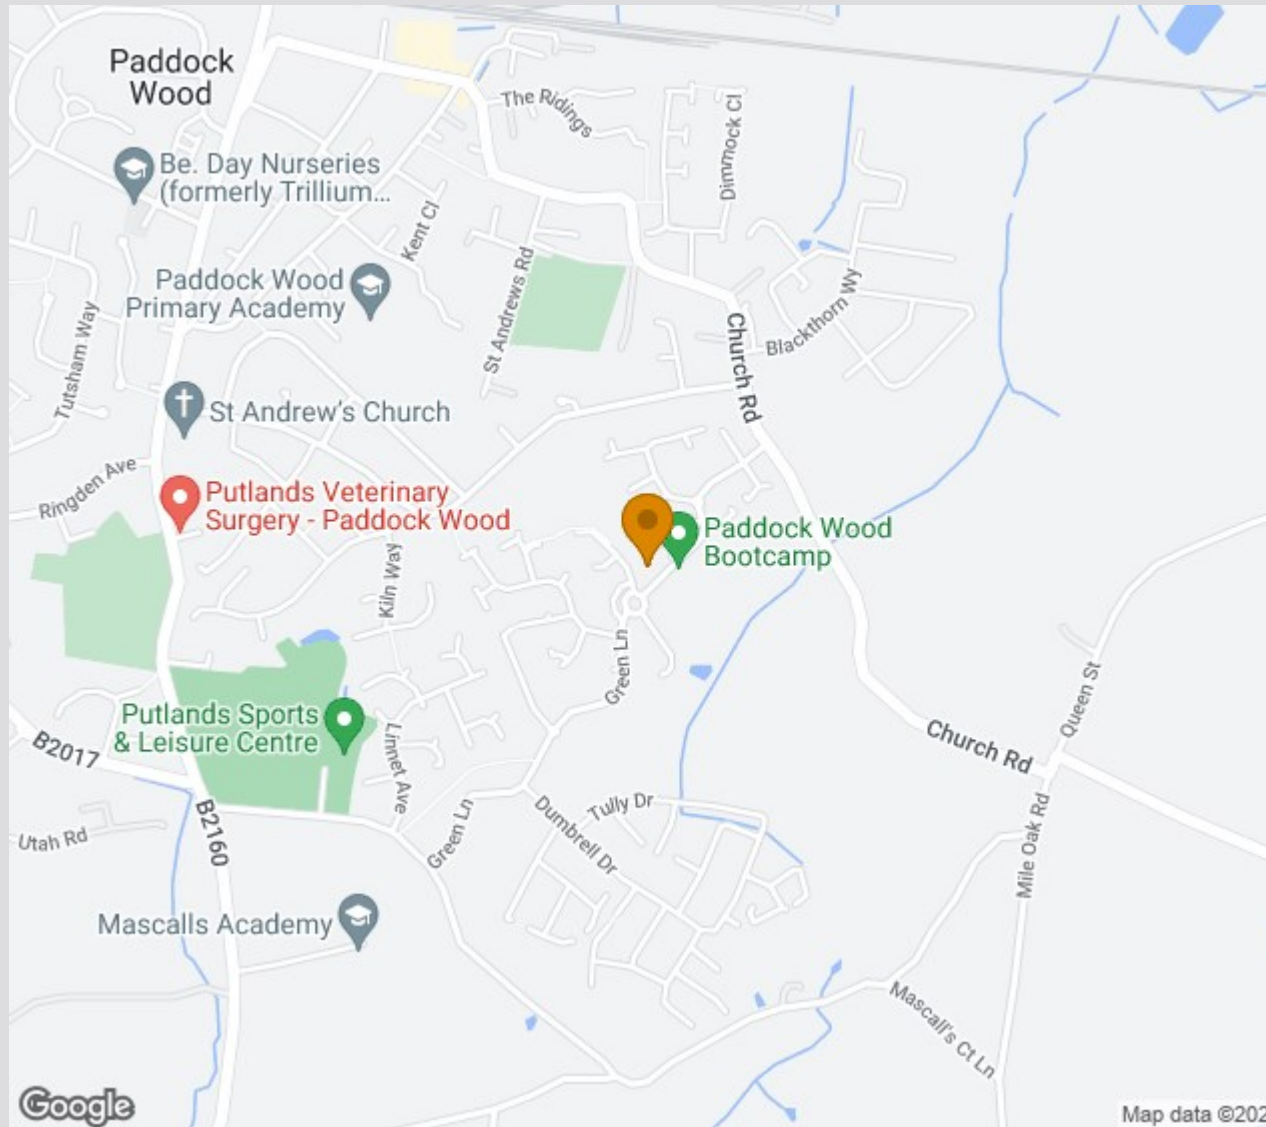 Paddock
Wood
The Ridings
Dimmock Cl
Be. Day Nurseries
(formerly Trillium...
Kent Cl
Paddock Wood
Primary Academy
St Andrews Rd
Tutsham Way
Blackthorn Wy
Church Rd
St Andrew's Church
Ringden Ave
Putlands Veterinary
Surgery - Paddock Wood
Paddock Wood
Bootcamp
Kiln Way
Green Ln
Queen St
Putlands Sports
& Leisure Centre
Linnet Ave
Church Rd
B2017
B2160
Utah Rd
Green Ln
Dumbrell Dr
Tully Dr
Mile Oak Rd
Mascalls Academy
Mascall's Ct Ln
Google
Map data ©202